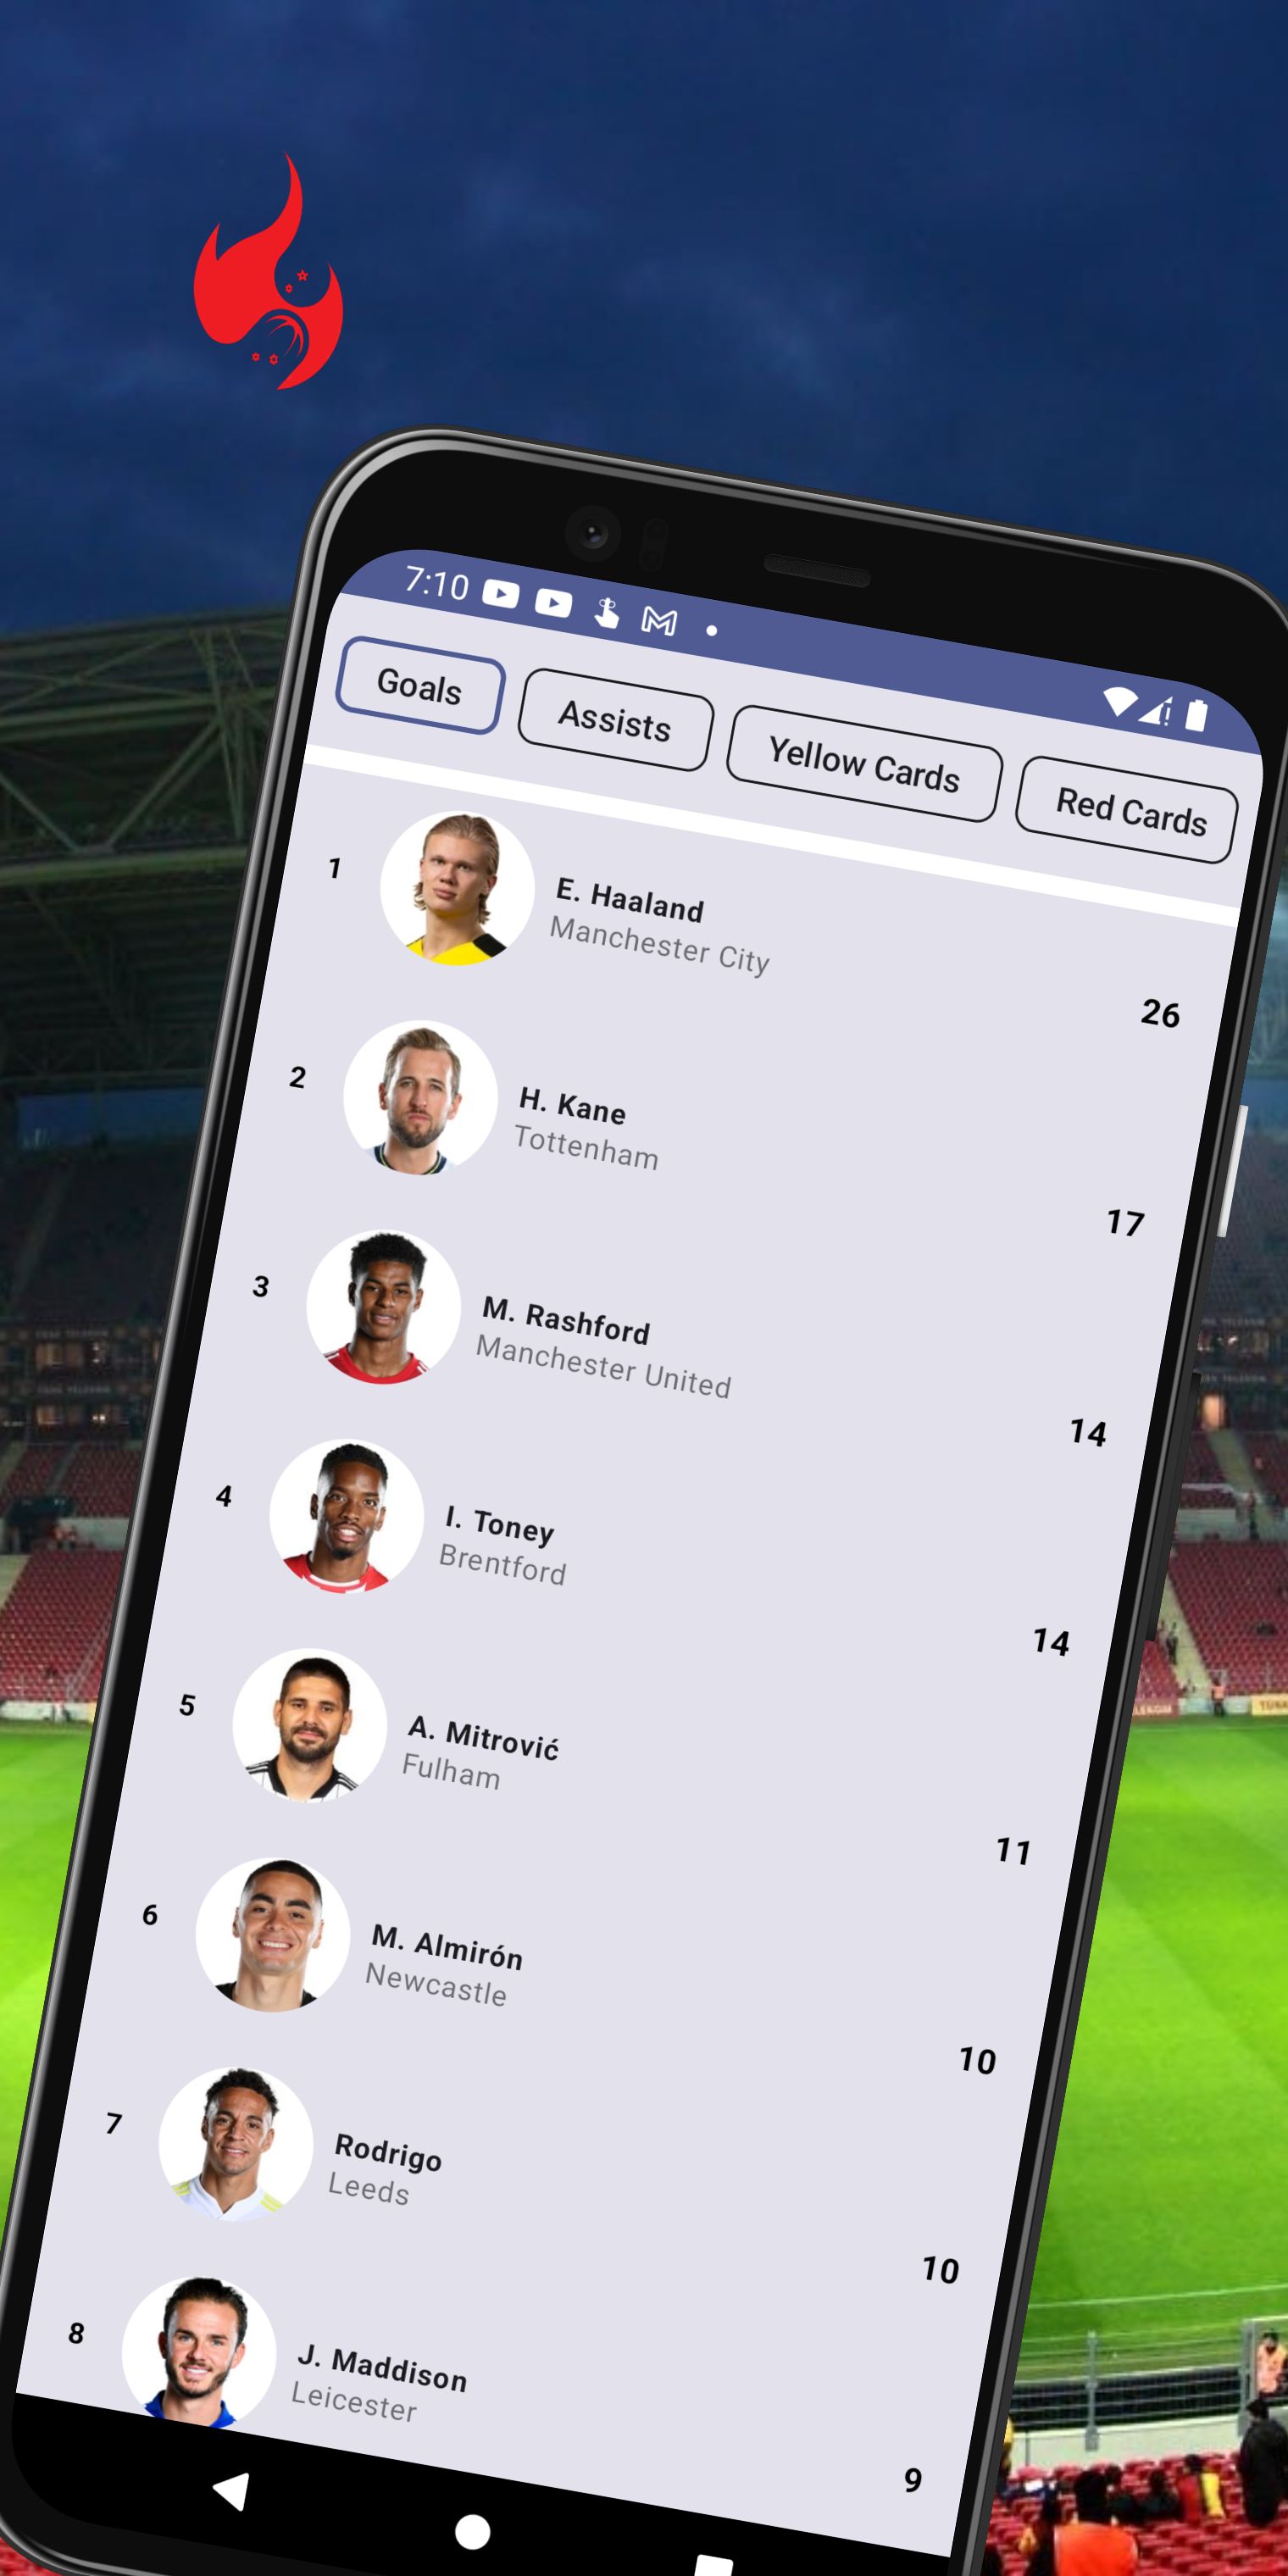 7:10
Goals Assists Yellow Cards Red Cards
1 E. Haaland
Manchester City
26
2 H. Kane
Tottenham
17
3 M. Rashford
Manchester United
14
4 I. Toney
Brentford
14
5 A. Mitrović
Fulham
11
6 M. Almirón
Newcastle
10
7 Rodrigo
Leeds
10
8 J. Maddison
Leicester
9